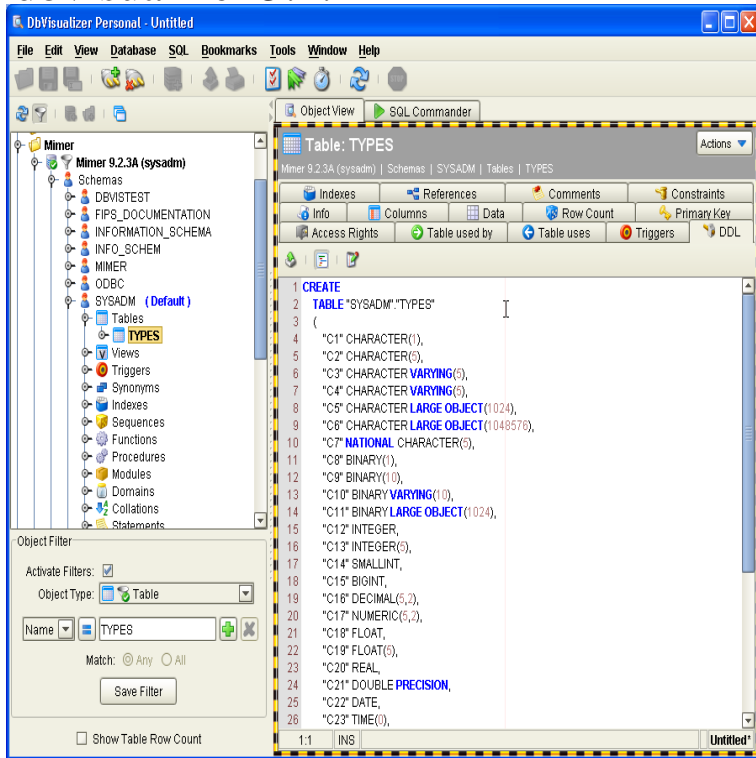 DbVisualizer Personal - Untitled
File Edit View Database SQL Bookmarks Tools Window Help
Mimer
Mimer 9.2.3A (sysadm)
Schemas
DBVISTEST
FIPS_DOCUMENTATION
INFORMATION_SCHEMA
INFO_SCHEM
MIMER
ODBC
SYSADM (Default)
Tables
TYPES
Views
Triggers
Synonyms
Indexes
Sequences
Functions
Procedures
Modules
Domains
Collations
Statements
Object Filter
Activate Filters:
Object Type: Table
Name = TYPES
Match: Any All
Save Filter
Show Table Row Count
Object View SQL Commander
Table: TYPES Actions
Mimer 9.2.3A (sysadm) | Schemas | SYSADM | Tables | TYPES
Indexes References Comments Constraints
Info Columns Data Row Count Primary Key
Access Rights Table used by Table uses Triggers DDL
1 CREATE
2 TABLE "SYSADM"."TYPES"
3 (
4 "C1" CHARACTER(1),
5 "C2" CHARACTER(5),
6 "C3" CHARACTER VARYING(5),
7 "C4" CHARACTER VARYING(5),
8 "C5" CHARACTER LARGE OBJECT(1024),
9 "C6" CHARACTER LARGE OBJECT(1048576),
10 "C7" NATIONAL CHARACTER(5),
11 "C8" BINARY(1),
12 "C9" BINARY(10),
13 "C10" BINARY VARYING(10),
14 "C11" BINARY LARGE OBJECT(1024),
15 "C12" INTEGER,
16 "C13" INTEGER(5),
17 "C14" SMALLINT,
18 "C15" BIGINT,
19 "C16" DECIMAL(5,2),
20 "C17" NUMERIC(5,2),
21 "C18" FLOAT,
22 "C19" FLOAT(5),
23 "C20" REAL,
24 "C21" DOUBLE PRECISION,
25 "C22" DATE,
26 "C23" TIME(0),
1:1 INS Untitled*